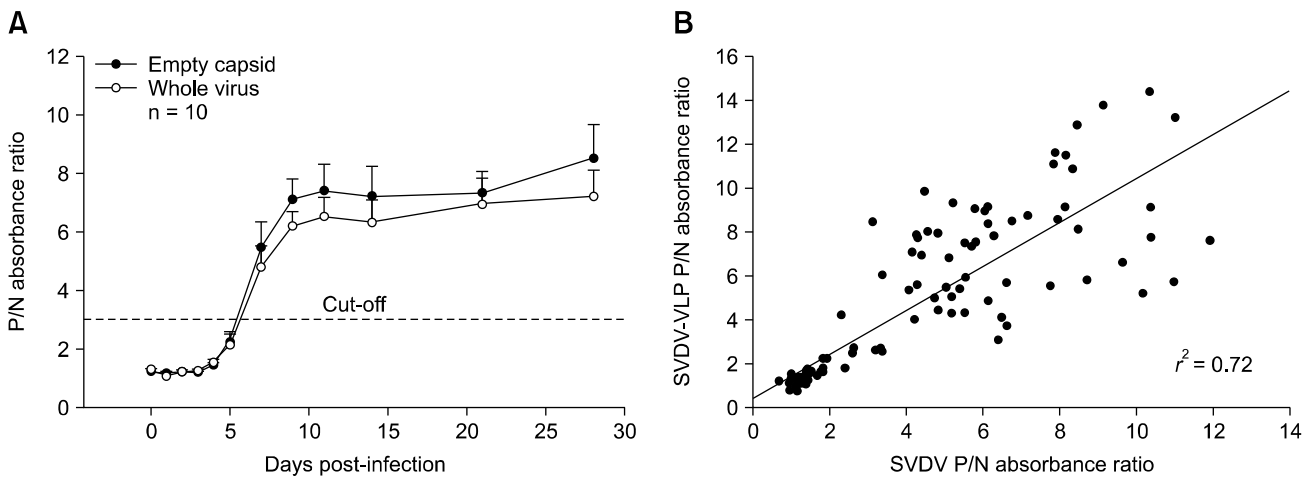 A
12
10
8
6
4
2
0
P/N absorbance ratio
Empty capsid
Whole virus
n = 10
Cut-off
0 5 10 15 20 25 30
Days post-infection
B
16
14
12
10
8
6
4
2
0
SVDV-VLP P/N absorbance ratio
r² = 0.72
0 2 4 6 8 10 12 14
SVDV P/N absorbance ratio